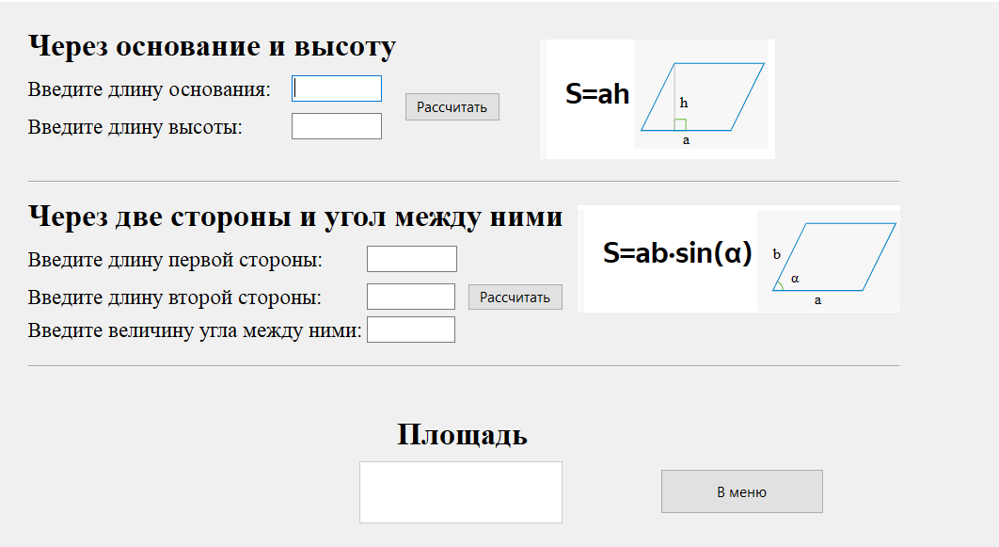 Через основание и высоту
Введите длину основания:
Введите длину высоты:
Рассчитать
S=ah
h
a
Через две стороны и угол между ними
Введите длину первой стороны:
Введите длину второй стороны:
Рассчитать
Введите величину угла между ними:
S=ab·sin(α)
b
α
a
Площадь
В меню